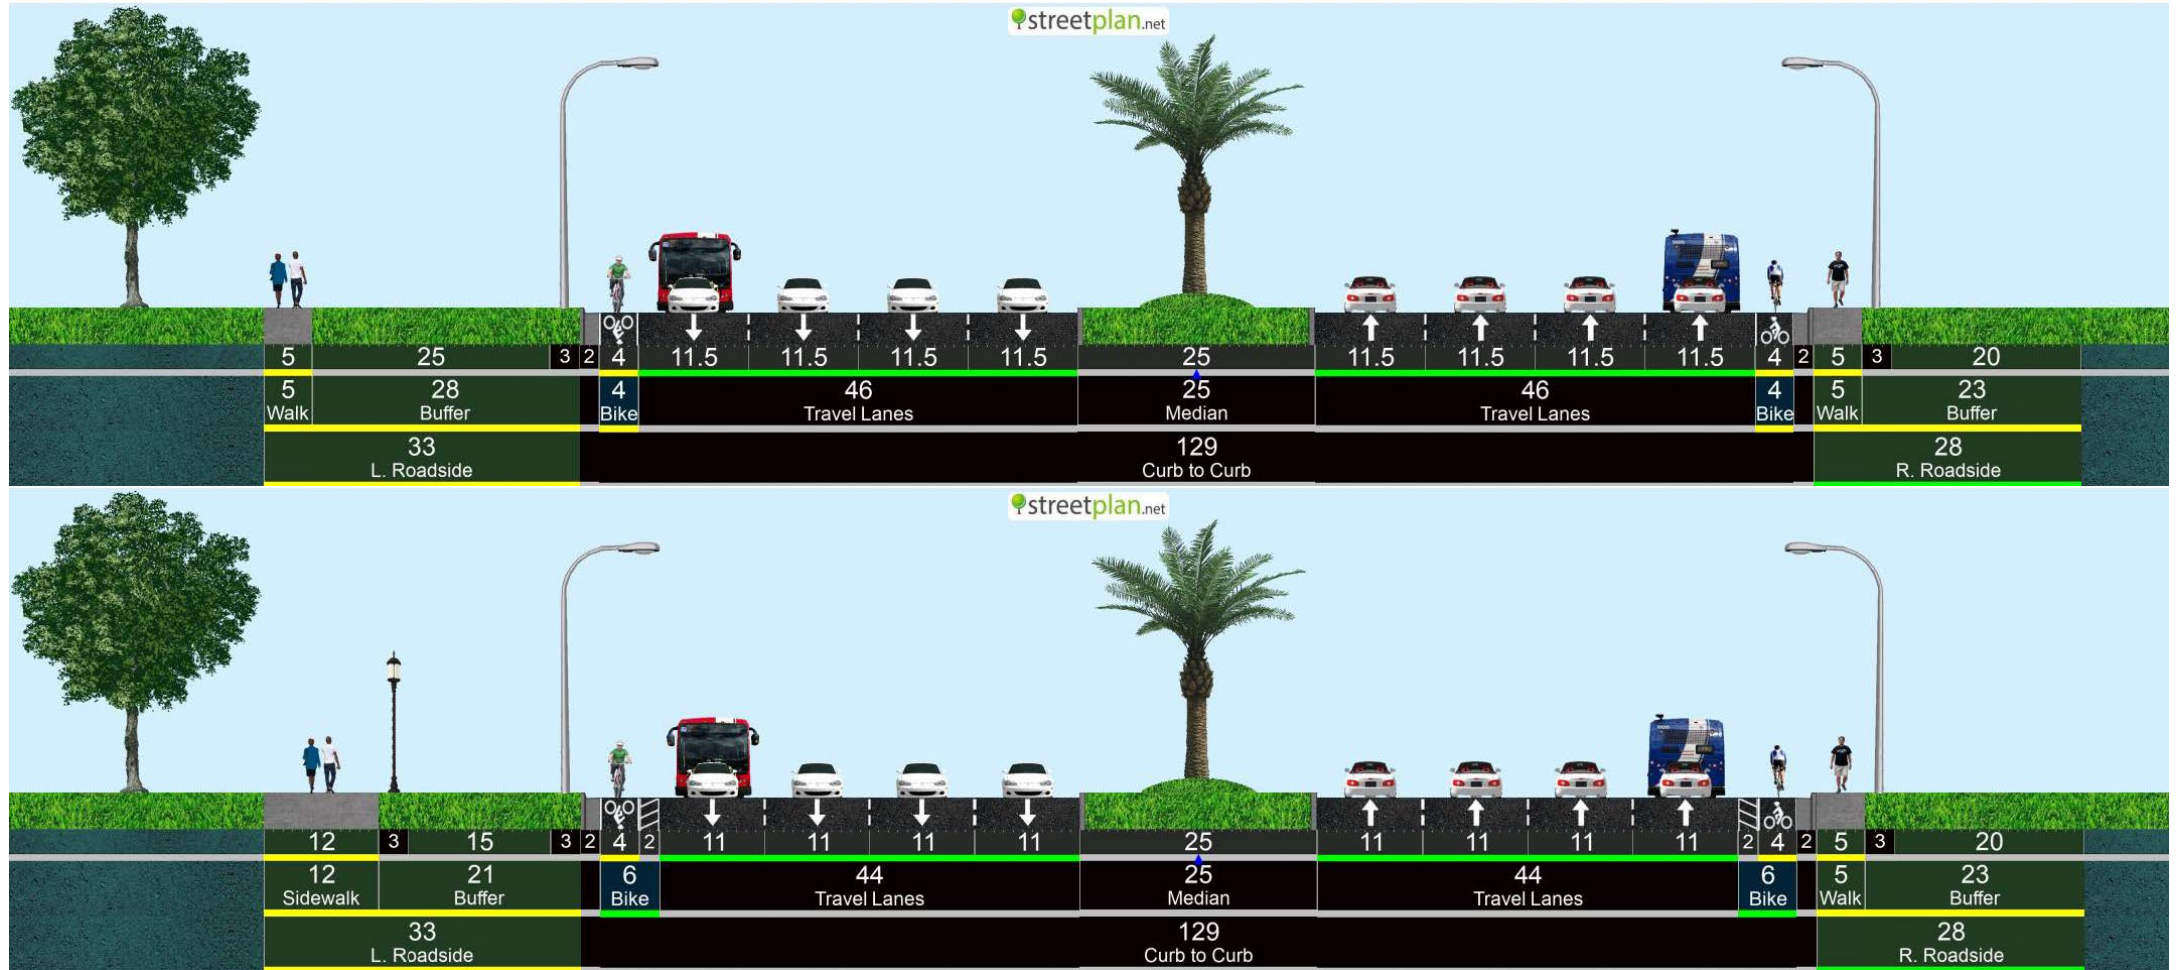 streetplan.net
5 25 3 2 4 11.5 11.5 11.5 11.5 25 11.5 11.5 11.5 11.5 4 2 5 3 20
5 28 4 46 25 46 4 5 23
Walk Buffer Bike Travel Lanes Median Travel Lanes Bike Walk Buffer
33 129 28
L. Roadside Curb to Curb R. Roadside
streetplan.net
12 3 15 3 2 4 2 11 11 11 11 25 11 11 11 11 2 4 2 5 3 20
12 21 6 44 25 44 6 5 23
Sidewalk Buffer Bike Travel Lanes Median Travel Lanes Bike Walk Buffer
33 129 28
L. Roadside Curb to Curb R. Roadside